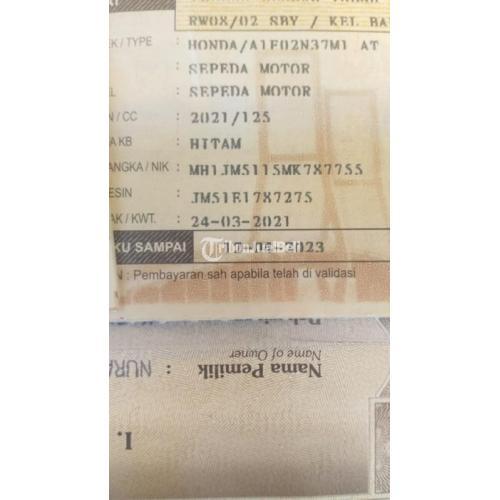 RW08/02 SBY / KEL BA
K / TYPE : HONDA/A1F02N37M1 AT
: SEPEDA MOTOR
L : SEPEDA MOTOR
N / CC : 2021/125
A KB : HITAM
ANGKA / NIK : MH1JM5115MK787755
ESIN : JM51E1787275
AK / KWT. : 24-03-2021
KU SAMPAI 2023
N : Pembayaran sah apabila telah di validasi
Name of Owner
Nama Pemilik : NURA
I.